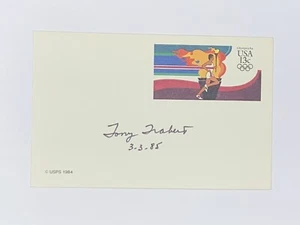 USA
13c
Tony Trabert
3-3-85
© USPS 1984